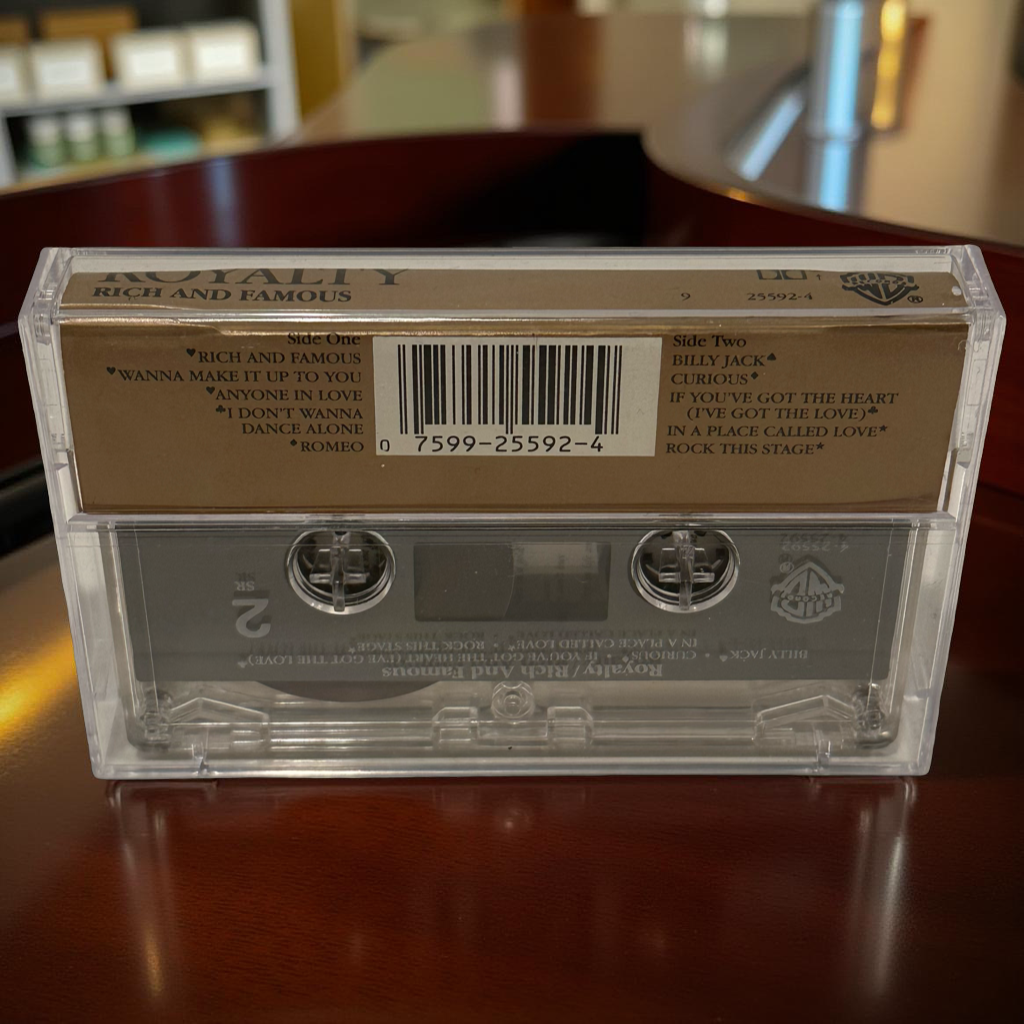 ROYALTY
RICH AND FAMOUS
9 25592-4
Side One
♥RICH AND FAMOUS
♥WANNA MAKE IT UP TO YOU
♥ANYONE IN LOVE
♣I DON'T WANNA
DANCE ALONE
♠ROMEO
0 7599-25592-4
Side Two
BILLY JACK♠
CURIOUS♠
IF YOU'VE GOT THE HEART
(I'VE GOT THE LOVE)♣
IN A PLACE CALLED LOVE★
ROCK THIS STAGE★
4-25592
SR
2
Royalty / Rich And Famous
BILLY JACK♠ • CURIOUS♠ • IF YOU'VE GOT THE HEART (I'VE GOT THE LOVE)♣
IN A PLACE CALLED LOVE★ • ROCK THIS STAGE★